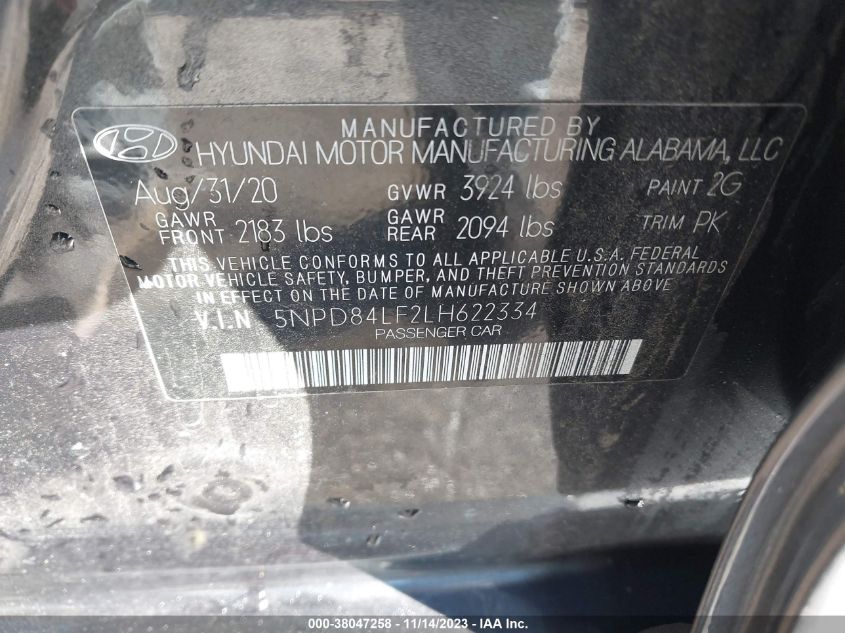 MANUFACTURED BY
HYUNDAI MOTOR MANUFACTURING ALABAMA, LLC
Aug/31/20 GVWR 3924 lbs PAINT 2G
GAWR FRONT 2183 lbs GAWR REAR 2094 lbs TRIM PK
THIS VEHICLE CONFORMS TO ALL APPLICABLE U.S.A. FEDERAL
MOTOR VEHICLE SAFETY, BUMPER, AND THEFT PREVENTION STANDARDS
IN EFFECT ON THE DATE OF MANUFACTURE SHOWN ABOVE.
V.I.N 5NPD84LF2LH622334
PASSENGER CAR
000-38047258 - 11/14/2023 - IAA Inc.